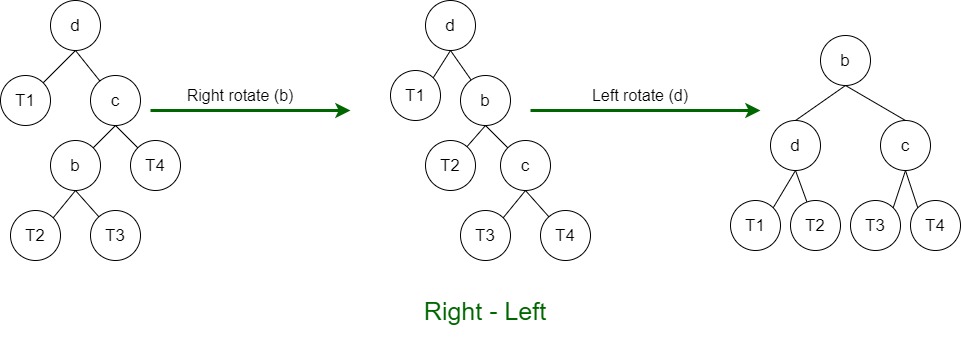 d
T1
c
b
T4
T2
T3
Right rotate (b)
d
T1
b
T2
c
T3
T4
Left rotate (d)
b
d
c
T1
T2
T3
T4
Right - Left